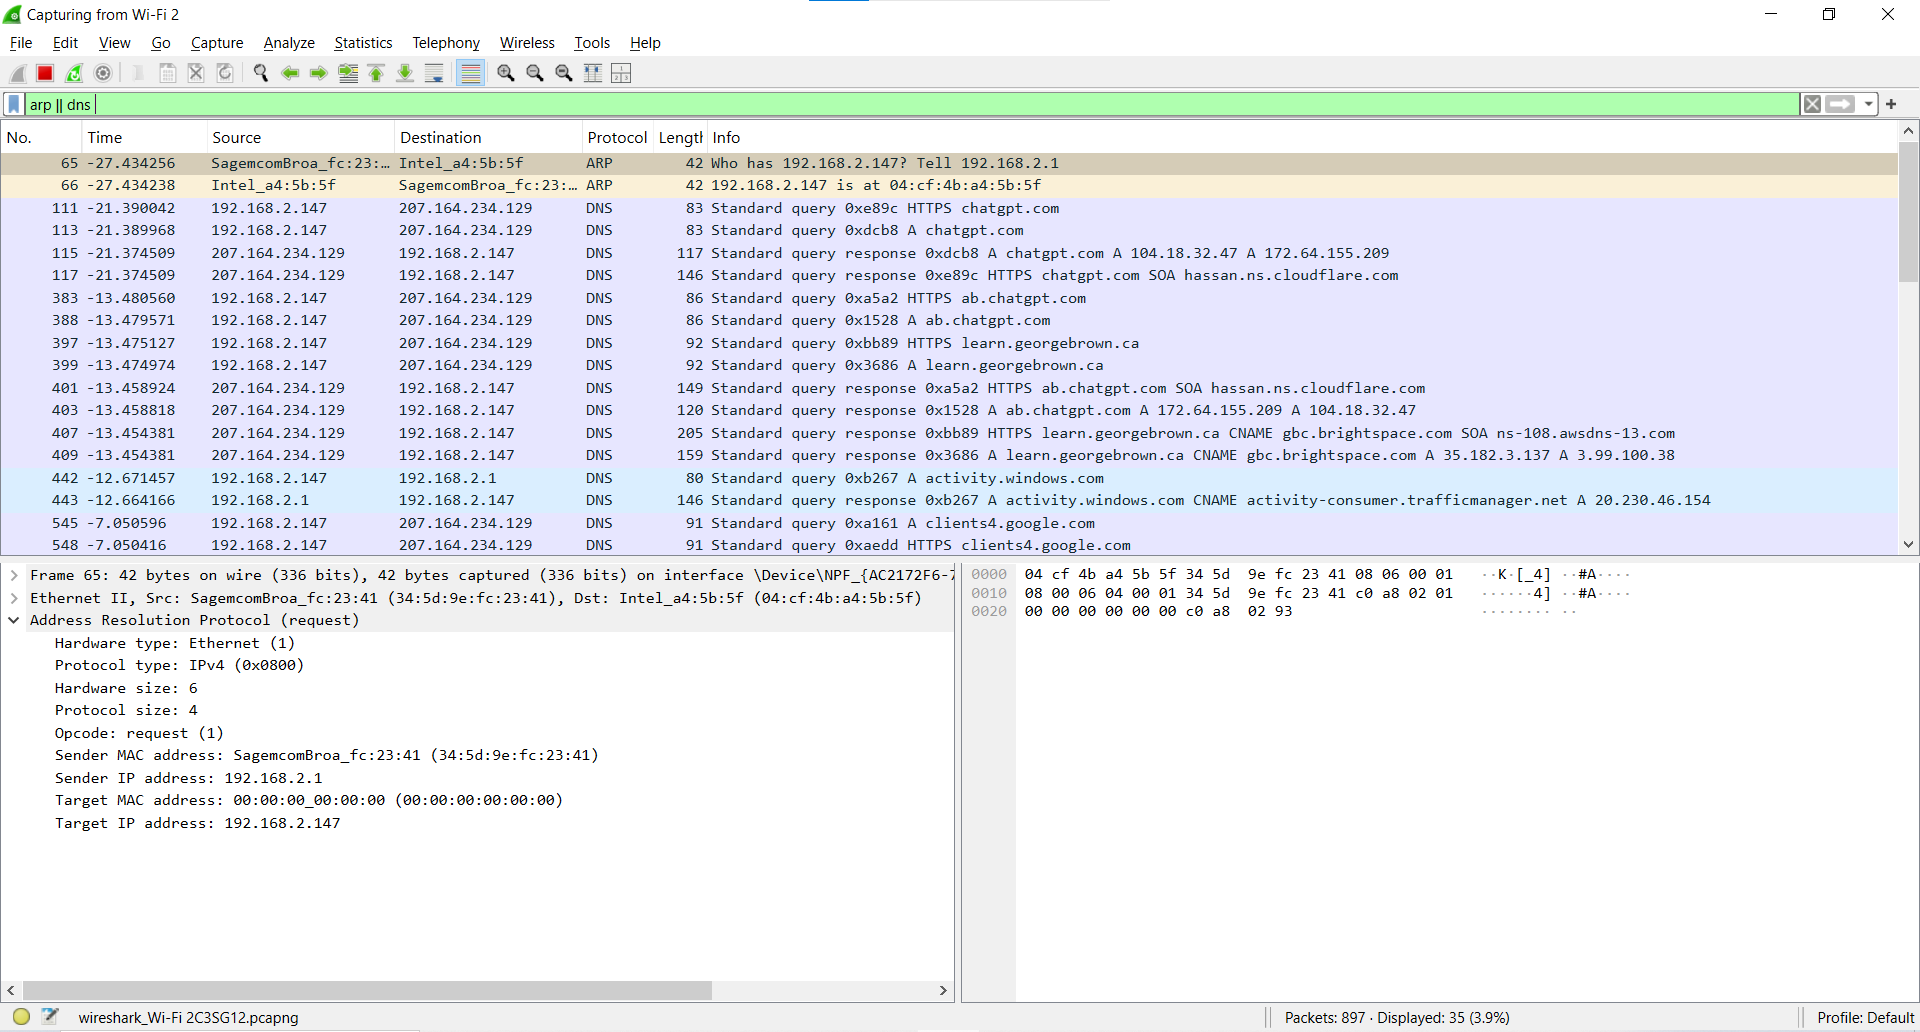 Capturing from Wi-Fi 2
File Edit View Go Capture Analyze Statistics Telephony Wireless Tools Help
arp || dns
No. Time Source Destination Protocol Length Info
65 -27.434256 SagemcomBroa_fc:23:… Intel_a4:5b:5f ARP 42 Who has 192.168.2.147? Tell 192.168.2.1
66 -27.434238 Intel_a4:5b:5f SagemcomBroa_fc:23:… ARP 42 192.168.2.147 is at 04:cf:4b:a4:5b:5f
111 -21.390042 192.168.2.147 207.164.234.129 DNS 83 Standard query 0xe89c HTTPS chatgpt.com
113 -21.389968 192.168.2.147 207.164.234.129 DNS 83 Standard query 0xdcb8 A chatgpt.com
115 -21.374509 207.164.234.129 192.168.2.147 DNS 117 Standard query response 0xdcb8 A chatgpt.com A 104.18.32.47 A 172.64.155.209
117 -21.374509 207.164.234.129 192.168.2.147 DNS 146 Standard query response 0xe89c HTTPS chatgpt.com SOA hassan.ns.cloudflare.com
383 -13.480560 192.168.2.147 207.164.234.129 DNS 86 Standard query 0xa5a2 HTTPS ab.chatgpt.com
388 -13.479571 192.168.2.147 207.164.234.129 DNS 86 Standard query 0x1528 A ab.chatgpt.com
397 -13.475127 192.168.2.147 207.164.234.129 DNS 92 Standard query 0xbb89 HTTPS learn.georgebrown.ca
399 -13.474974 192.168.2.147 207.164.234.129 DNS 92 Standard query 0x3686 A learn.georgebrown.ca
401 -13.458924 207.164.234.129 192.168.2.147 DNS 149 Standard query response 0xa5a2 HTTPS ab.chatgpt.com SOA hassan.ns.cloudflare.com
403 -13.458818 207.164.234.129 192.168.2.147 DNS 120 Standard query response 0x1528 A ab.chatgpt.com A 172.64.155.209 A 104.18.32.47
407 -13.454381 207.164.234.129 192.168.2.147 DNS 205 Standard query response 0xbb89 HTTPS learn.georgebrown.ca CNAME gbc.brightspace.com SOA ns-108.awsdns-13.com
409 -13.454381 207.164.234.129 192.168.2.147 DNS 159 Standard query response 0x3686 A learn.georgebrown.ca CNAME gbc.brightspace.com A 35.182.3.137 A 3.99.100.38
442 -12.671457 192.168.2.147 192.168.2.1 DNS 80 Standard query 0xb267 A activity.windows.com
443 -12.664166 192.168.2.1 192.168.2.147 DNS 146 Standard query response 0xb267 A activity.windows.com CNAME activity-consumer.trafficmanager.net A 20.230.46.154
545 -7.050596 192.168.2.147 207.164.234.129 DNS 91 Standard query 0xa161 A clients4.google.com
548 -7.050416 192.168.2.147 207.164.234.129 DNS 91 Standard query 0xaedd HTTPS clients4.google.com
Frame 65: 42 bytes on wire (336 bits), 42 bytes captured (336 bits) on interface \Device\NPF_{AC2172F6-7
Ethernet II, Src: SagemcomBroa_fc:23:41 (34:5d:9e:fc:23:41), Dst: Intel_a4:5b:5f (04:cf:4b:a4:5b:5f)
Address Resolution Protocol (request)
Hardware type: Ethernet (1)
Protocol type: IPv4 (0x0800)
Hardware size: 6
Protocol size: 4
Opcode: request (1)
Sender MAC address: SagemcomBroa_fc:23:41 (34:5d:9e:fc:23:41)
Sender IP address: 192.168.2.1
Target MAC address: 00:00:00_00:00:00 (00:00:00:00:00:00)
Target IP address: 192.168.2.147
0000 04 cf 4b a4 5b 5f 34 5d 9e fc 23 41 08 06 00 01 ··K·[_4] ··#A····
0010 08 00 06 04 00 01 34 5d 9e fc 23 41 c0 a8 02 01 ······4] ··#A····
0020 00 00 00 00 00 00 c0 a8 02 93 ········ ··
wireshark_Wi-Fi 2C3SG12.pcapng
Packets: 897 · Displayed: 35 (3.9%)
Profile: Default